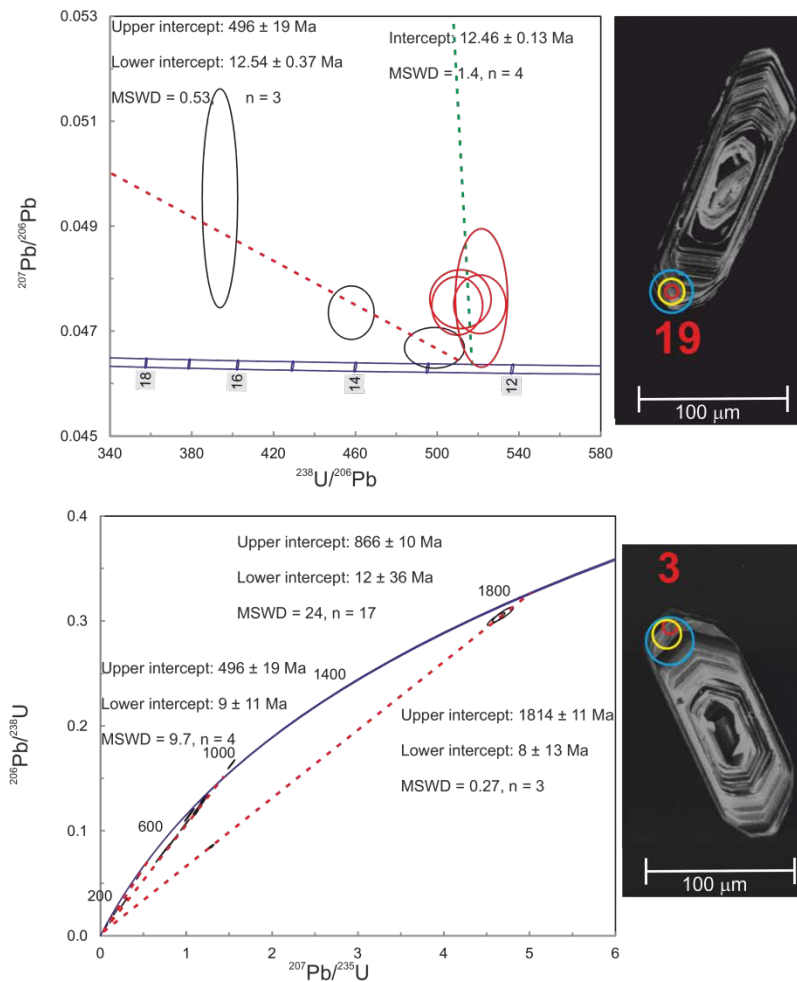 0.053
0.051
0.049
0.047
0.045
²⁰⁷Pb/²⁰⁶Pb
Upper intercept: 496 ± 19 Ma
Lower intercept: 12.54 ± 0.37 Ma
MSWD = 0.53, n = 3
Intercept: 12.46 ± 0.13 Ma
MSWD = 1.4, n = 4
18
16
14
12
340
380
420
460
500
540
580
²³⁸U/²⁰⁶Pb
19
100 µm
0.4
0.3
0.2
0.1
0.0
²⁰⁶Pb/²³⁸U
Upper intercept: 866 ± 10 Ma
Lower intercept: 12 ± 36 Ma
MSWD = 24, n = 17
1800
Upper intercept: 496 ± 19 Ma
1400
Lower intercept: 9 ± 11 Ma
MSWD = 9.7, n = 4
1000
Upper intercept: 1814 ± 11 Ma
Lower intercept: 8 ± 13 Ma
MSWD = 0.27, n = 3
600
200
0
1
2
3
4
5
6
²⁰⁷Pb/²³⁵U
3
100 µm